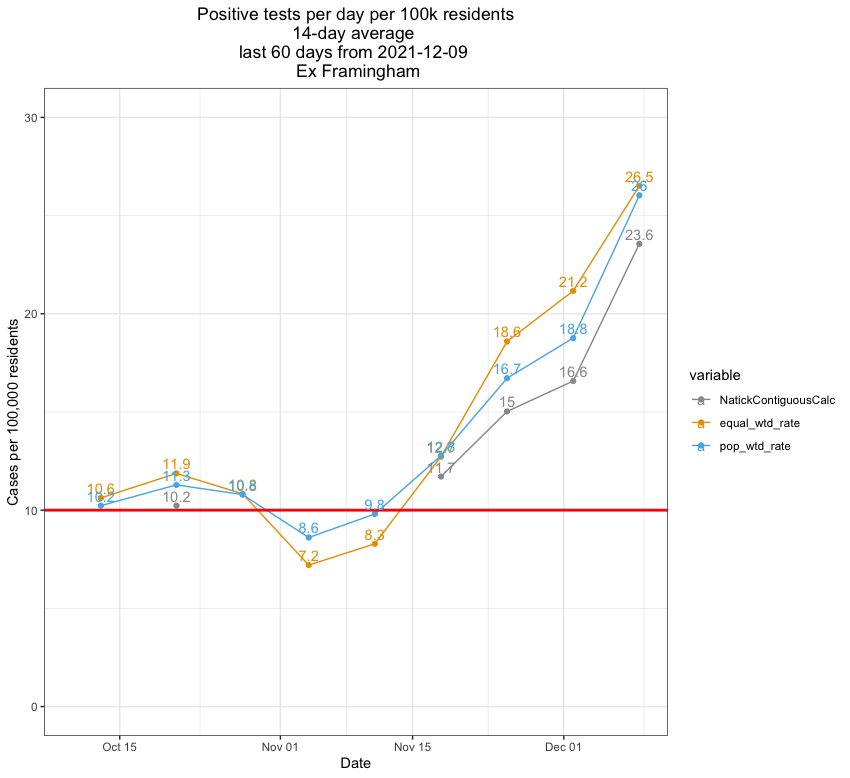 Positive tests per day per 100k residents
14-day average
last 60 days from 2021-12-09
Ex Framingham
Cases per 100,000 residents
30
20
10
0
26.5
26
23.6
21.2
18.8
16.6
18.6
16.7
15
11.7
11.9
11.3
10.2
10.6
10.2
9.8
8.3
8.6
7.2
Oct 15
Nov 01
Nov 15
Dec 01
Date
variable
a NatickContiguousCalc
a equal_wtd_rate
a pop_wtd_rate